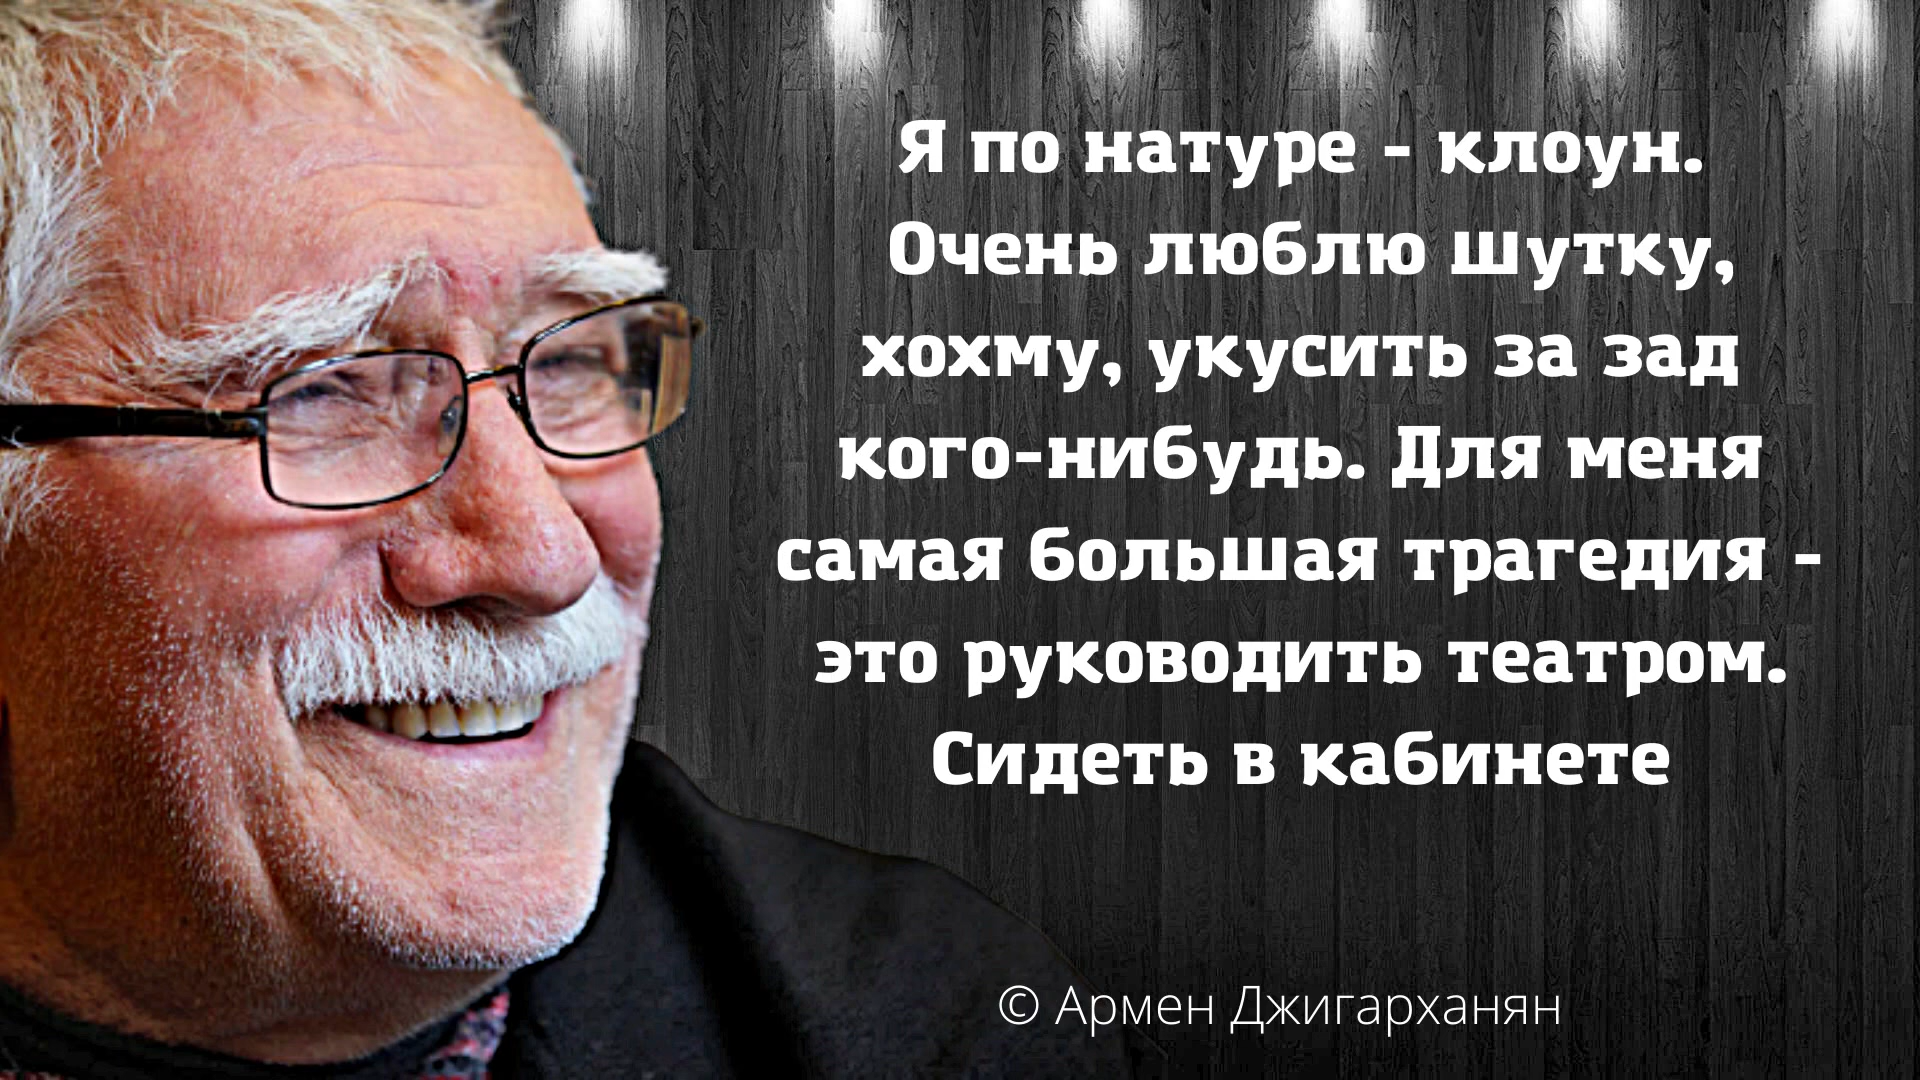 Я по натуре - клоун.
Очень люблю шутку,
хохму, укусить за зад
кого-нибудь. Для меня
самая большая трагедия -
это руководить театром.
Сидеть в кабинете
© Армен Джигарханян